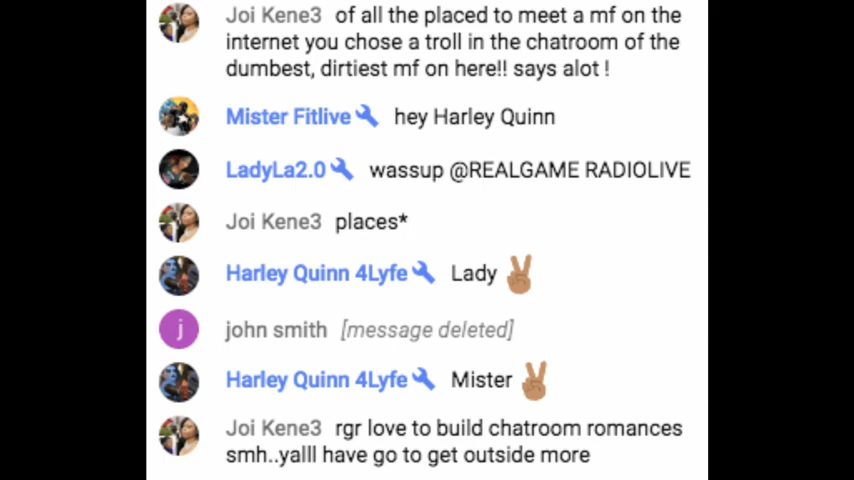 Joi Kene3 of all the placed to meet a mf on the
internet you chose a troll in the chatroom of the
dumbest, dirtiest mf on here!! says alot !
Mister Fitlive hey Harley Quinn
LadyLa2.0 wassup @REALGAME RADIOLIVE
Joi Kene3 places*
Harley Quinn 4Lyfe Lady ✌🏽
j
john smith [message deleted]
Harley Quinn 4Lyfe Mister ✌🏽
Joi Kene3 rgr love to build chatroom romances
smh..yalll have go to get outside more